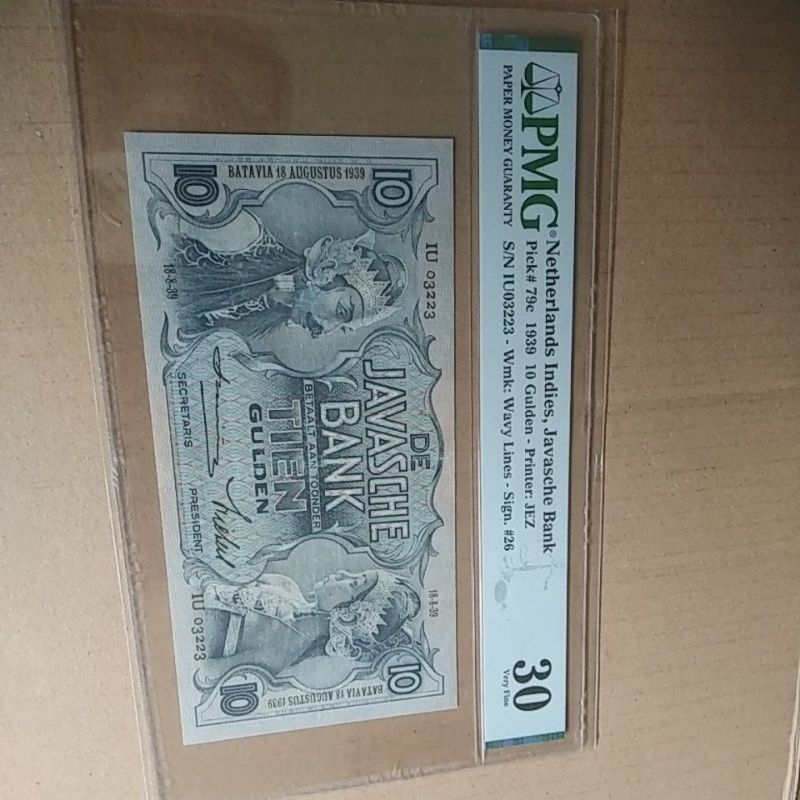 PMG®
PAPER MONEY GUARANTY
Netherlands Indies, Javasche Bank
Pick# 79c 1939 10 Gulden - Printer: JEZ
S/N IU03223 - Wmk: Wavy Lines - Sign. #26
30
Very Fine
10
BATAVIA 18 AUGUSTUS 1939
10
IU 03223
18-8-39
DE
JAVASCHE
BANK
BETAALT AAN TOONDER
TIEN
GULDEN
SECRETARIS
PRESIDENT
18-8-39
IU 03223
10
BATAVIA 18 AUGUSTUS 1939
10